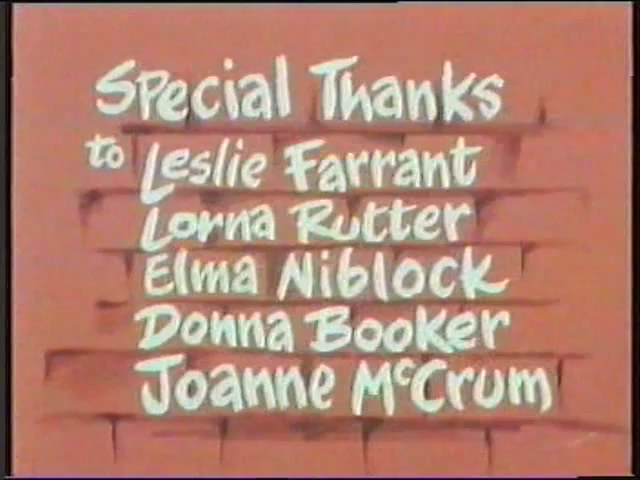 Special Thanks
to Leslie Farrant
Lorna Rutter
Elma Niblock
Donna Booker
Joanne McCrum